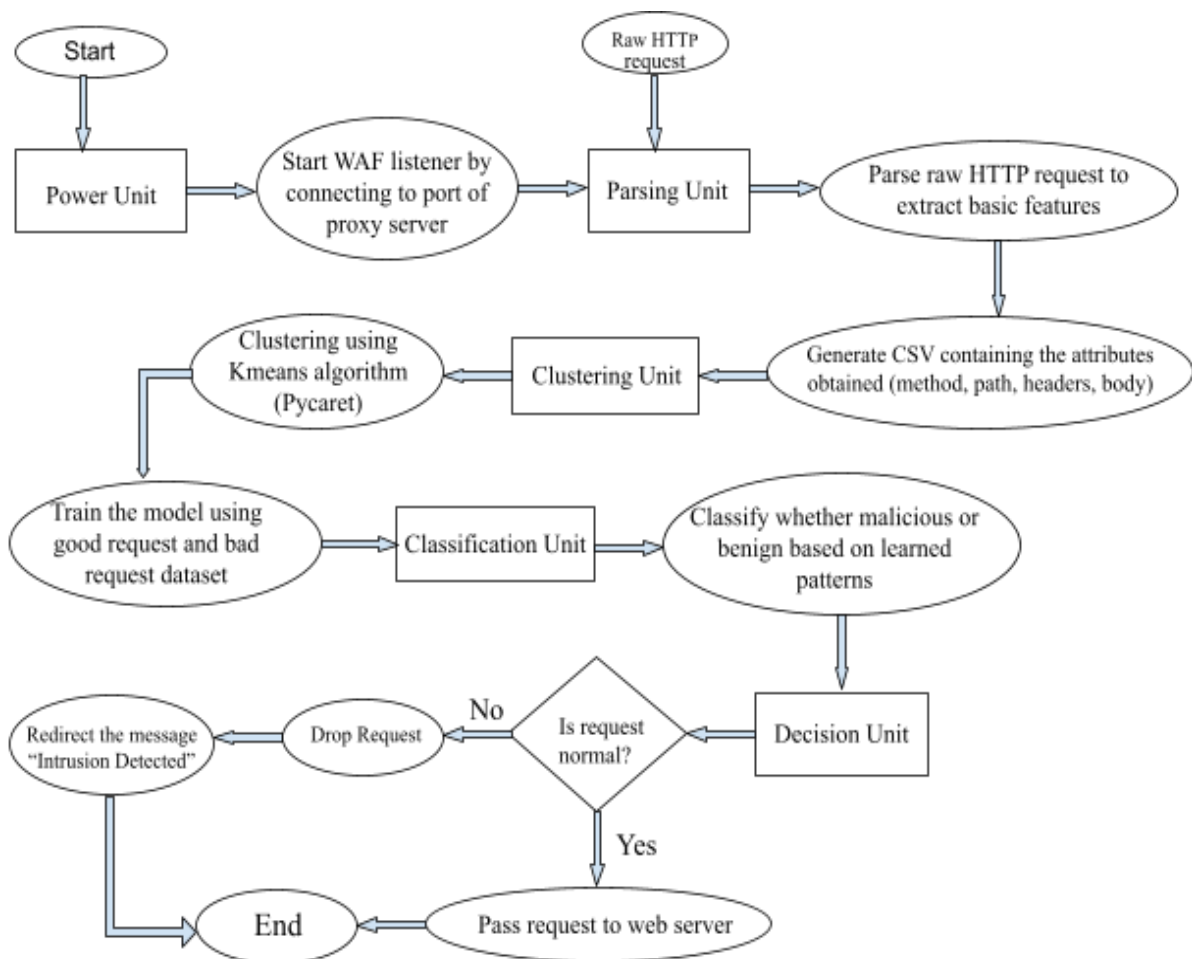 Start
Raw HTTP
request
Power Unit
Start WAF listener by
connecting to port of
proxy server
Parsing Unit
Parse raw HTTP request to
extract basic features
Clustering using
Kmeans algorithm
(Pycaret)
Clustering Unit
Generate CSV containing the attributes
obtained (method, path, headers, body)
Train the model using
good request and bad
request dataset
Classification Unit
Classify whether malicious or
benign based on learned
patterns
Redirect the message
“Intrusion Detected”
Drop Request
No
Is request
normal?
Decision Unit
Yes
End
Pass request to web server